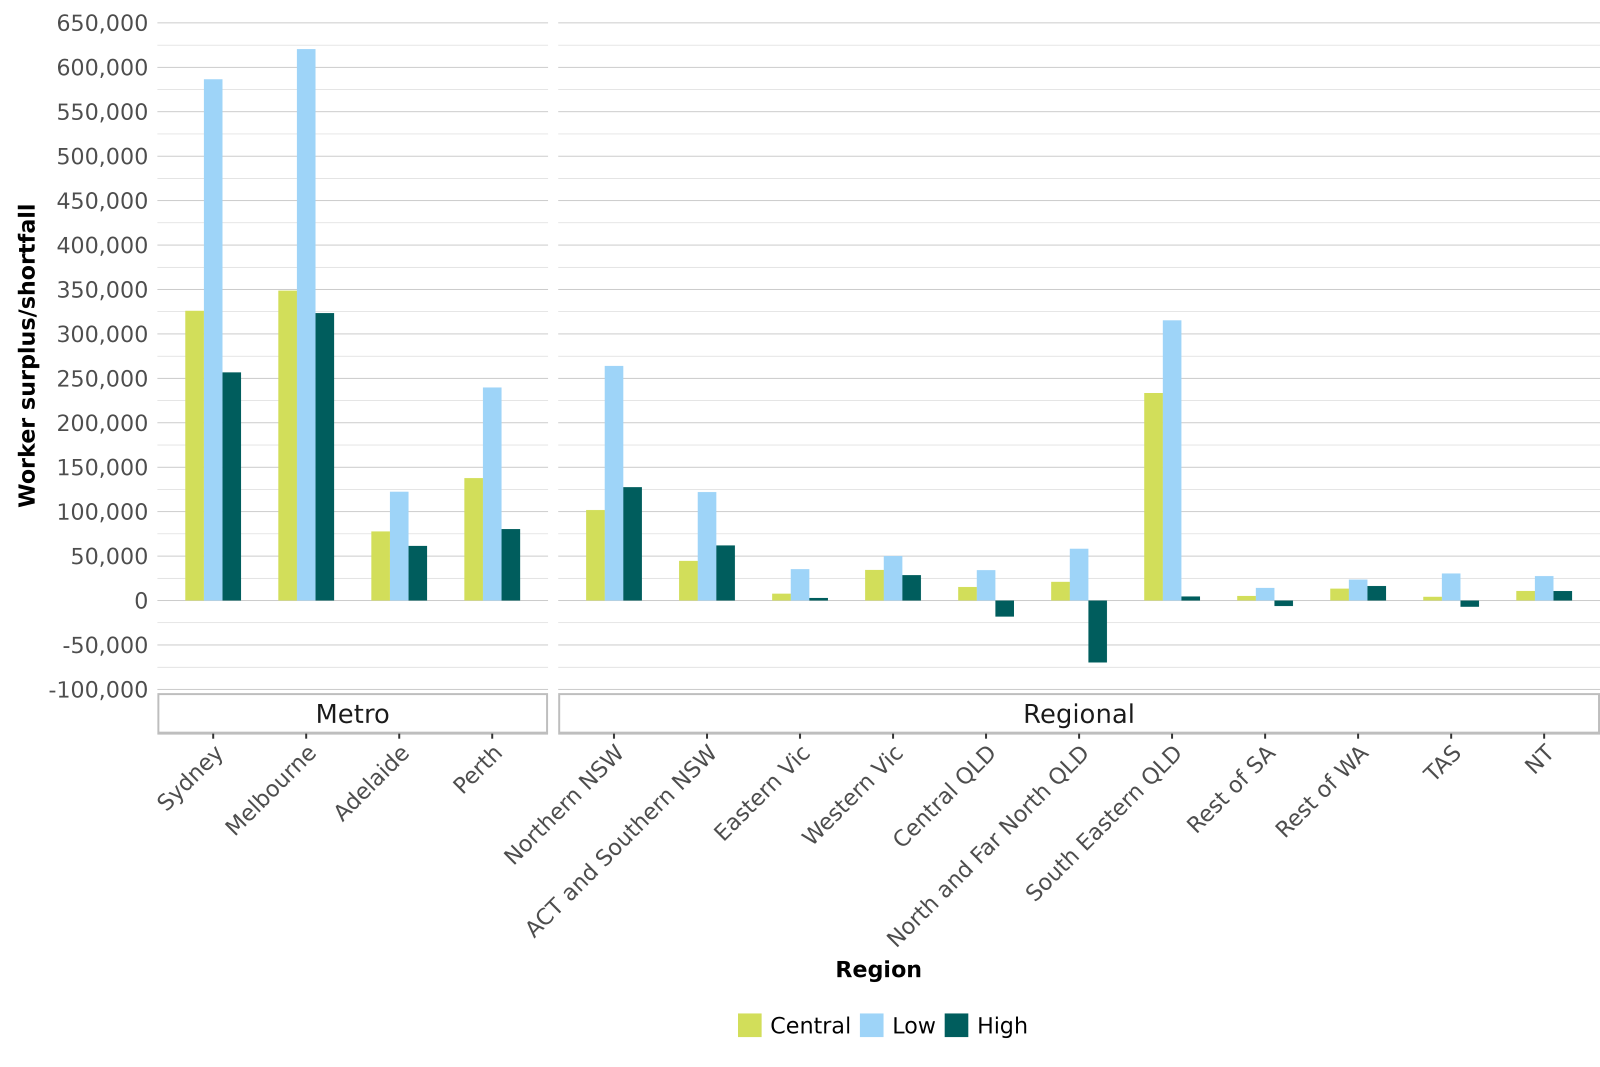 Worker surplus/shortfall
650,000
600,000
550,000
500,000
450,000
400,000
350,000
300,000
250,000
200,000
150,000
100,000
50,000
0
-50,000
-100,000
Metro
Regional
Sydney
Melbourne
Adelaide
Perth
Northern NSW
ACT and Southern NSW
Eastern Vic
Western Vic
Central QLD
North and Far North QLD
South Eastern QLD
Rest of SA
Rest of WA
TAS
NT
Region
Central
Low
High